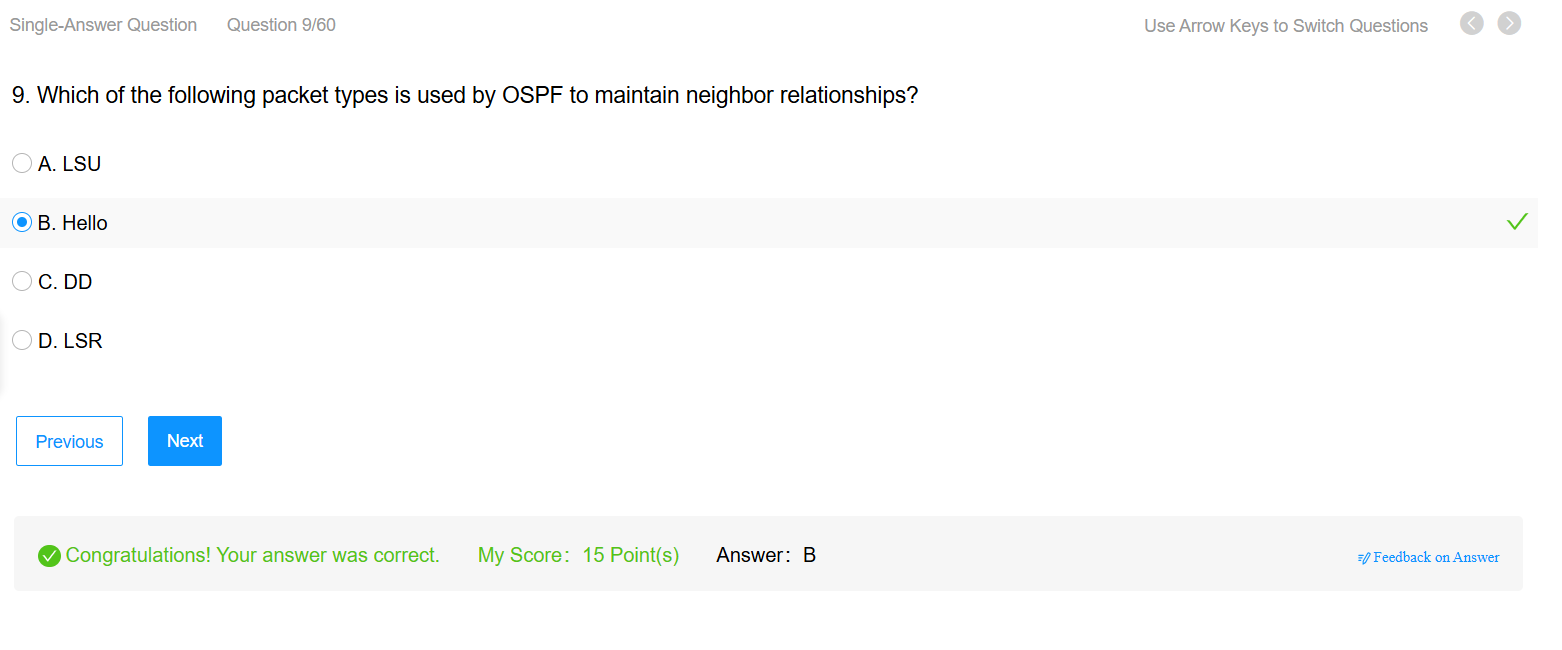 Single-Answer Question Question 9/60 Use Arrow Keys to Switch Questions
9. Which of the following packet types is used by OSPF to maintain neighbor relationships?
A. LSU
B. Hello
C. DD
D. LSR
Previous Next
Congratulations! Your answer was correct. My Score: 15 Point(s) Answer: B Feedback on Answer